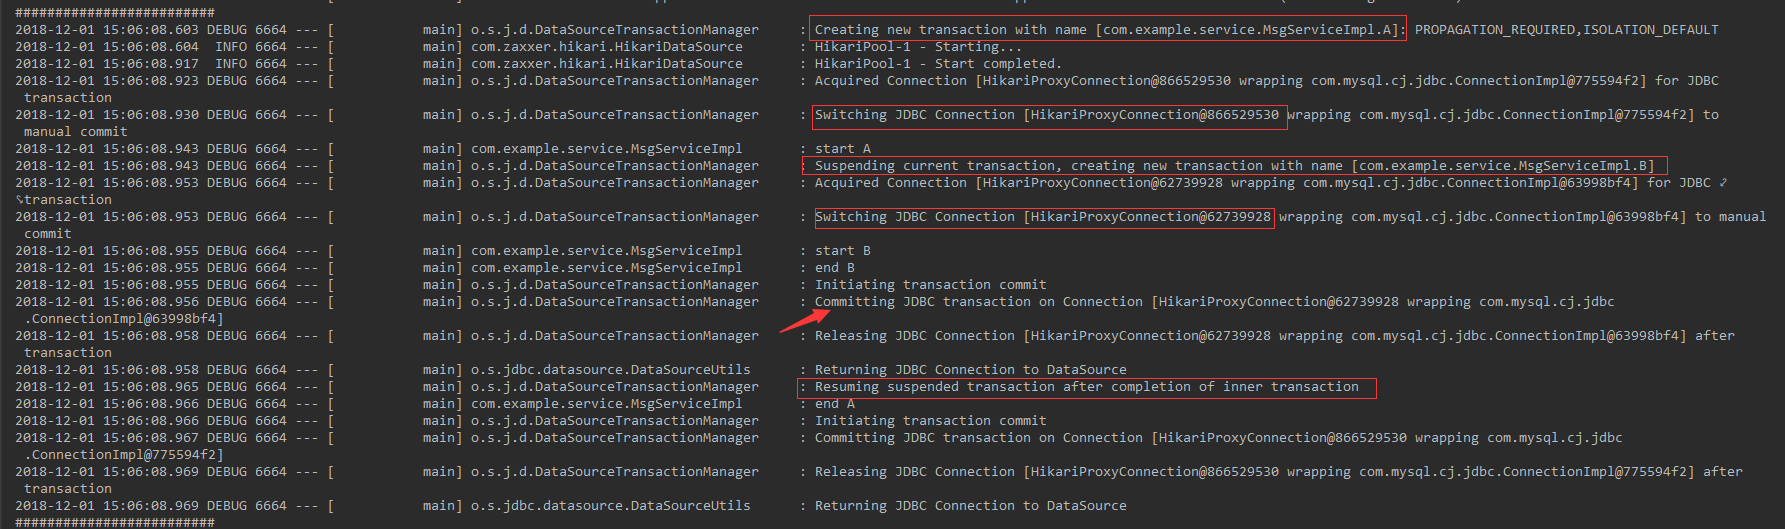 ##########################
2018-12-01 15:06:08.603 DEBUG 6664 --- [           main] o.s.j.d.DataSourceTransactionManager     : Creating new transaction with name [com.example.service.MsgServiceImpl.A]: PROPAGATION_REQUIRED,ISOLATION_DEFAULT
2018-12-01 15:06:08.604  INFO 6664 --- [           main] com.zaxxer.hikari.HikariDataSource       : HikariPool-1 - Starting...
2018-12-01 15:06:08.917  INFO 6664 --- [           main] com.zaxxer.hikari.HikariDataSource       : HikariPool-1 - Start completed.
2018-12-01 15:06:08.923 DEBUG 6664 --- [           main] o.s.j.d.DataSourceTransactionManager     : Acquired Connection [HikariProxyConnection@866529530 wrapping com.mysql.cj.jdbc.ConnectionImpl@775594f2] for JDBC
transaction
2018-12-01 15:06:08.930 DEBUG 6664 --- [           main] o.s.j.d.DataSourceTransactionManager     : Switching JDBC Connection [HikariProxyConnection@866529530 wrapping com.mysql.cj.jdbc.ConnectionImpl@775594f2] to
manual commit
2018-12-01 15:06:08.943 DEBUG 6664 --- [           main] com.example.service.MsgServiceImpl       : start A
2018-12-01 15:06:08.943 DEBUG 6664 --- [           main] o.s.j.d.DataSourceTransactionManager     : Suspending current transaction, creating new transaction with name [com.example.service.MsgServiceImpl.B]
2018-12-01 15:06:08.953 DEBUG 6664 --- [           main] o.s.j.d.DataSourceTransactionManager     : Acquired Connection [HikariProxyConnection@62739928 wrapping com.mysql.cj.jdbc.ConnectionImpl@63998bf4] for JDBC
transaction
2018-12-01 15:06:08.953 DEBUG 6664 --- [           main] o.s.j.d.DataSourceTransactionManager     : Switching JDBC Connection [HikariProxyConnection@62739928 wrapping com.mysql.cj.jdbc.ConnectionImpl@63998bf4] to manual
commit
2018-12-01 15:06:08.955 DEBUG 6664 --- [           main] com.example.service.MsgServiceImpl       : start B
2018-12-01 15:06:08.955 DEBUG 6664 --- [           main] com.example.service.MsgServiceImpl       : end B
2018-12-01 15:06:08.955 DEBUG 6664 --- [           main] o.s.j.d.DataSourceTransactionManager     : Initiating transaction commit
2018-12-01 15:06:08.956 DEBUG 6664 --- [           main] o.s.j.d.DataSourceTransactionManager     : Committing JDBC transaction on Connection [HikariProxyConnection@62739928 wrapping com.mysql.cj.jdbc
.ConnectionImpl@63998bf4]
2018-12-01 15:06:08.958 DEBUG 6664 --- [           main] o.s.j.d.DataSourceTransactionManager     : Releasing JDBC Connection [HikariProxyConnection@62739928 wrapping com.mysql.cj.jdbc.ConnectionImpl@63998bf4] after
transaction
2018-12-01 15:06:08.958 DEBUG 6664 --- [           main] o.s.jdbc.datasource.DataSourceUtils      : Returning JDBC Connection to DataSource
2018-12-01 15:06:08.965 DEBUG 6664 --- [           main] o.s.j.d.DataSourceTransactionManager     : Resuming suspended transaction after completion of inner transaction
2018-12-01 15:06:08.966 DEBUG 6664 --- [           main] com.example.service.MsgServiceImpl       : end A
2018-12-01 15:06:08.966 DEBUG 6664 --- [           main] o.s.j.d.DataSourceTransactionManager     : Initiating transaction commit
2018-12-01 15:06:08.967 DEBUG 6664 --- [           main] o.s.j.d.DataSourceTransactionManager     : Committing JDBC transaction on Connection [HikariProxyConnection@866529530 wrapping com.mysql.cj.jdbc
.ConnectionImpl@775594f2]
2018-12-01 15:06:08.969 DEBUG 6664 --- [           main] o.s.j.d.DataSourceTransactionManager     : Releasing JDBC Connection [HikariProxyConnection@866529530 wrapping com.mysql.cj.jdbc.ConnectionImpl@775594f2] after
transaction
2018-12-01 15:06:08.969 DEBUG 6664 --- [           main] o.s.jdbc.datasource.DataSourceUtils      : Returning JDBC Connection to DataSource
##########################